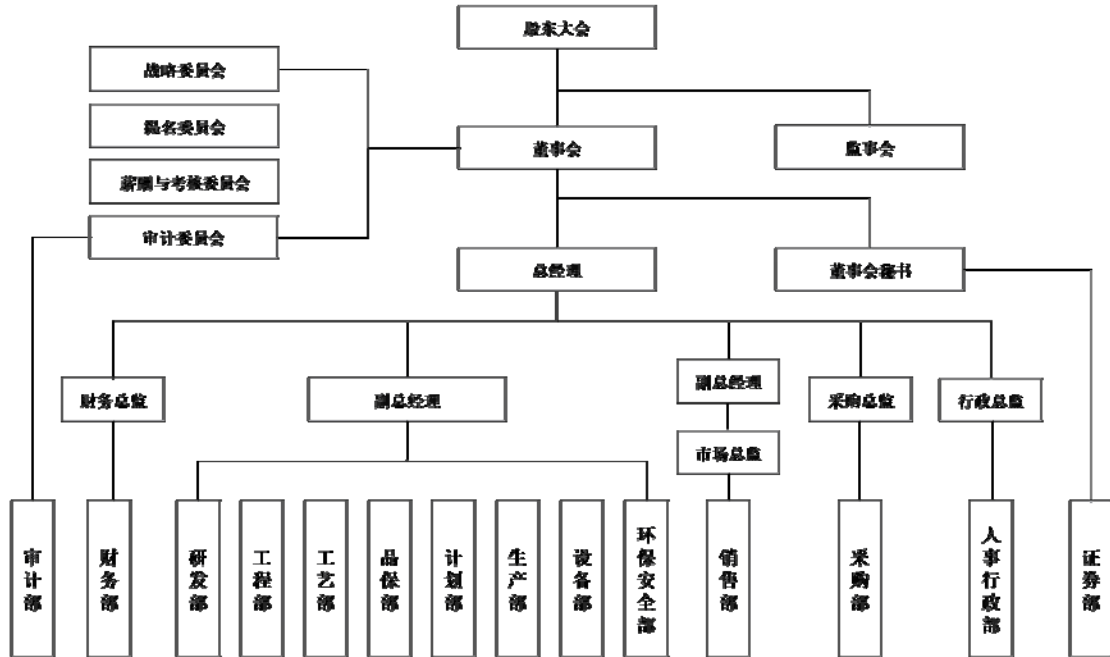 股东大会
战略委员会
提名委员会
董事会
监事会
薪酬与考核委员会
审计委员会
总经理
董事会秘书
财务总监
副总经理
副总经理
采购总监
行政总监
市场总监
审计部
财务部
研发部
工程部
工艺部
品保部
计划部
生产部
设备部
环保安全部
销售部
采购部
人事行政部
证券部